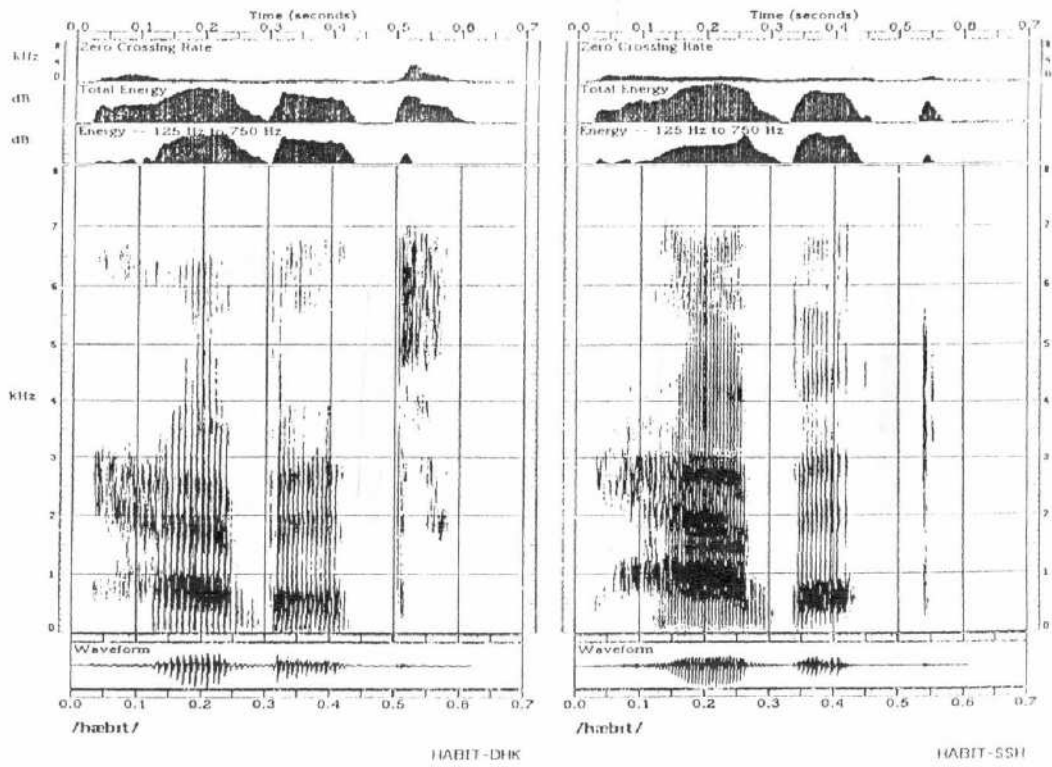 Time (seconds)
0.0 0.1 0.2 0.3 0.4 0.5 0.6 0.7
kHz
8
4
0
Zero Crossing Rate
dB
Total Energy
dB
Energy -- 125 Hz to 750 Hz
8
7
6
5
4
kHz
3
2
1
0
Waveform
0.0 0.1 0.2 0.3 0.4 0.5 0.6 0.7
/hæbɪt/
HABIT-DHK
Time (seconds)
0.0 0.1 0.2 0.3 0.4 0.5 0.6 0.7
Zero Crossing Rate
8
4
0
Total Energy
Energy -- 125 Hz to 750 Hz
8
7
6
5
4
3
2
1
0
Waveform
0.0 0.1 0.2 0.3 0.4 0.5 0.6 0.7
/hæbɪt/
HABIT-SSH